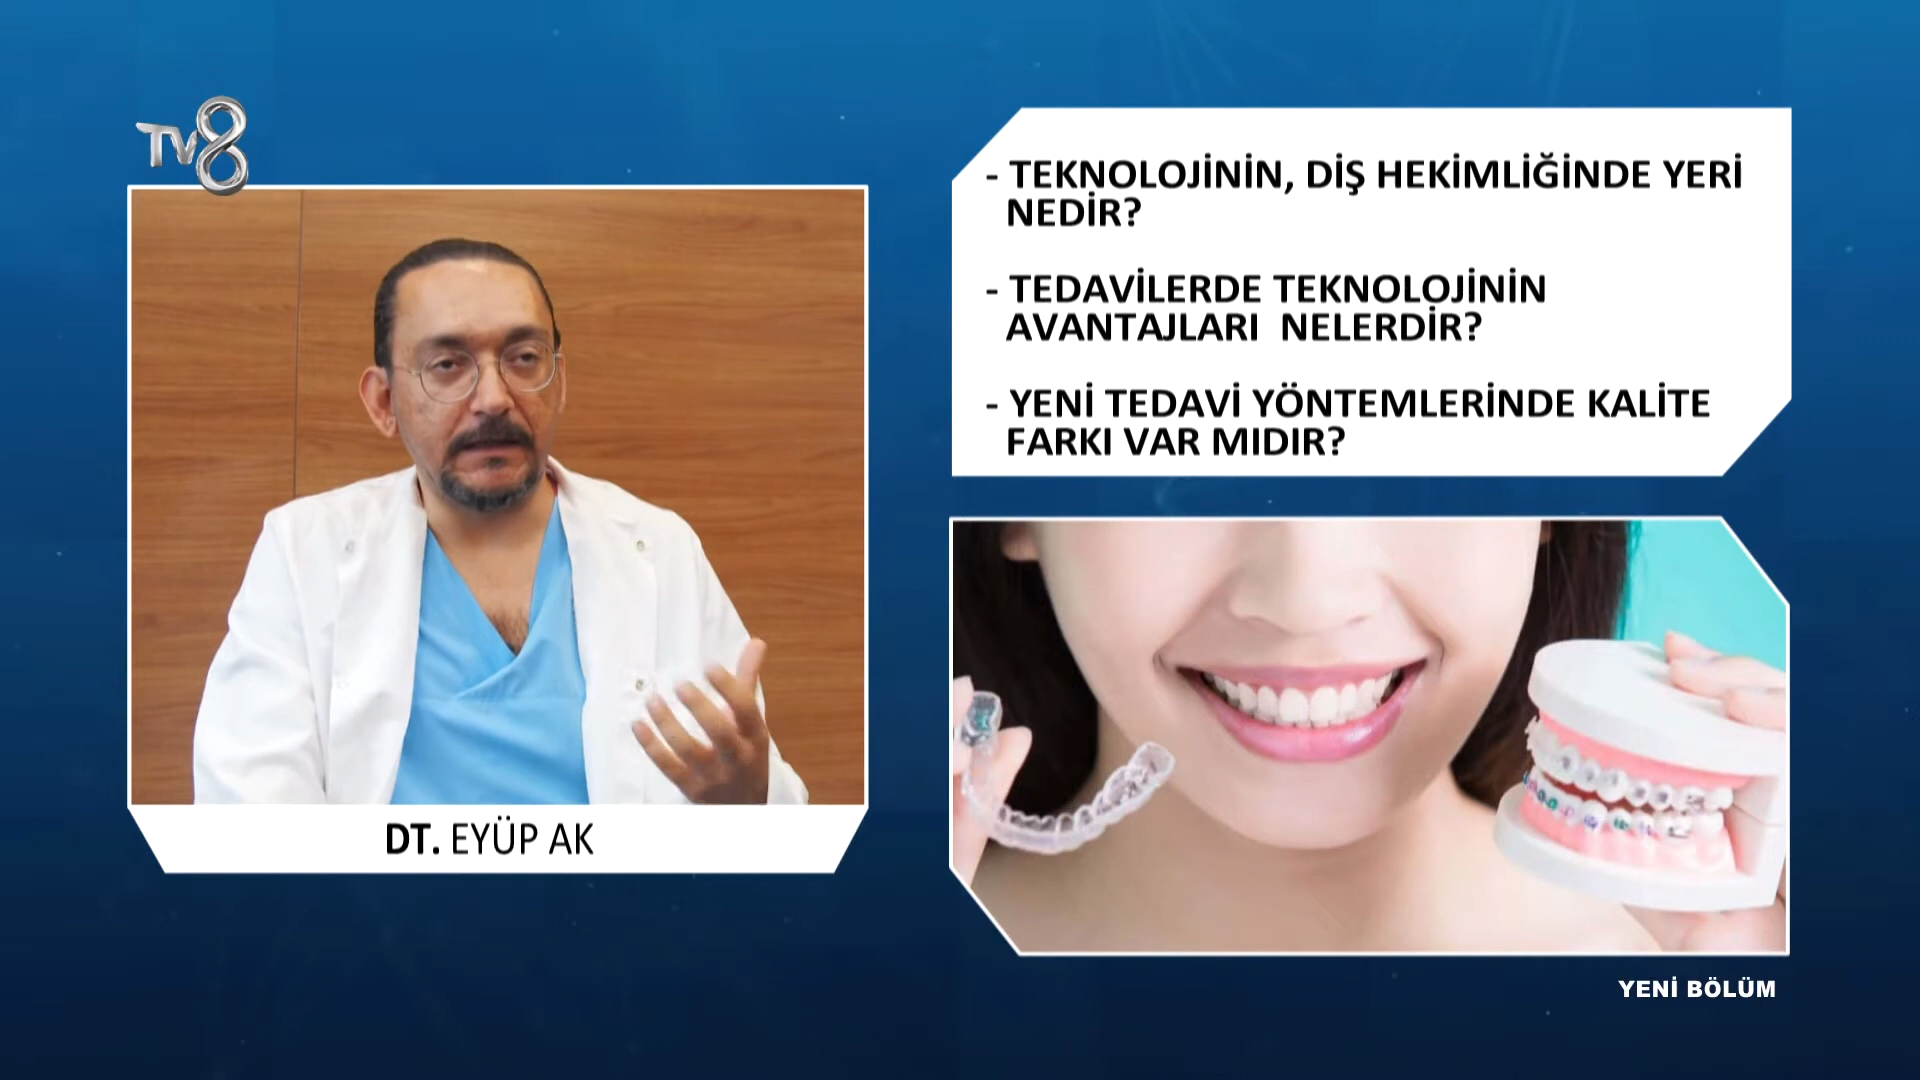 TV8
- TEKNOLOJİNİN, DİŞ HEKİMLİĞİNDE YERİ
NEDİR?
- TEDAVİLERDE TEKNOLOJİNİN
AVANTAJLARI NELERDİR?
- YENİ TEDAVİ YÖNTEMLERİNDE KALİTE
FARKI VAR MIDIR?
DT. EYÜP AK
YENİ BÖLÜM